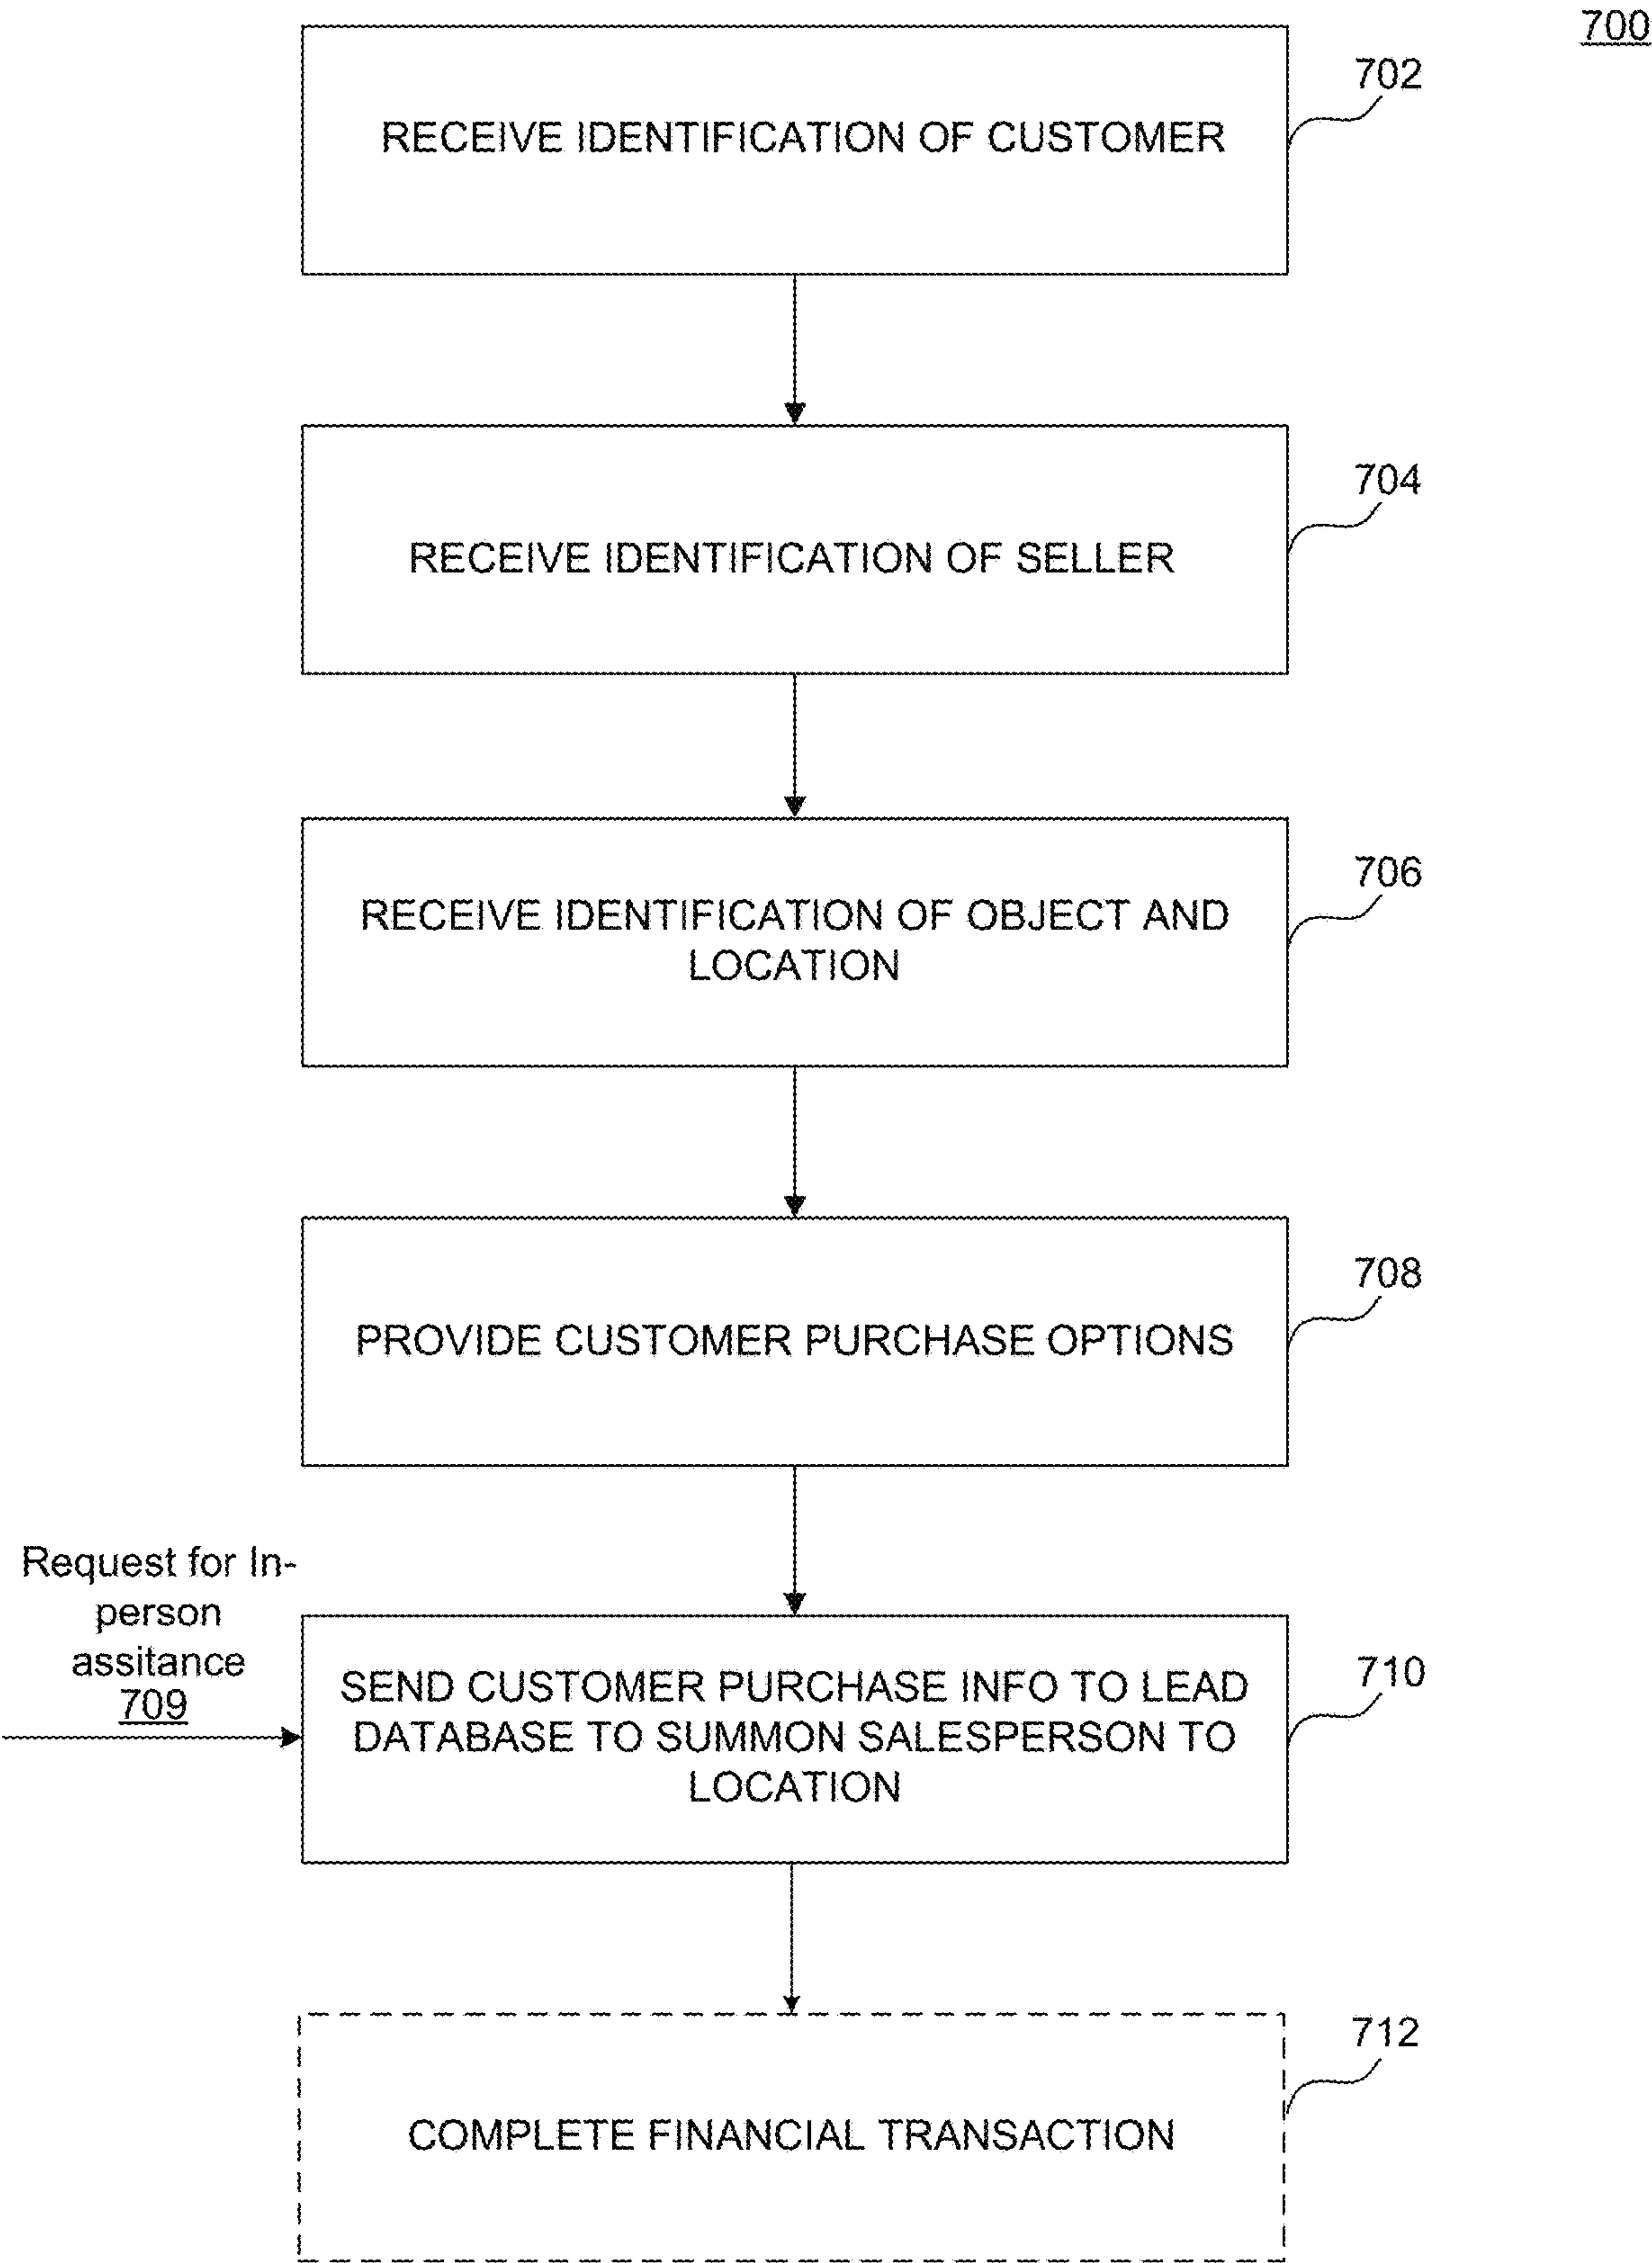 700
702
RECEIVE IDENTIFICATION OF CUSTOMER
704
RECEIVE IDENTIFICATION OF SELLER
706
RECEIVE IDENTIFICATION OF OBJECT AND
LOCATION
708
PROVIDE CUSTOMER PURCHASE OPTIONS
Request for In-
person
assitance
709
710
SEND CUSTOMER PURCHASE INFO TO LEAD
DATABASE TO SUMMON SALESPERSON TO
LOCATION
712
COMPLETE FINANCIAL TRANSACTION